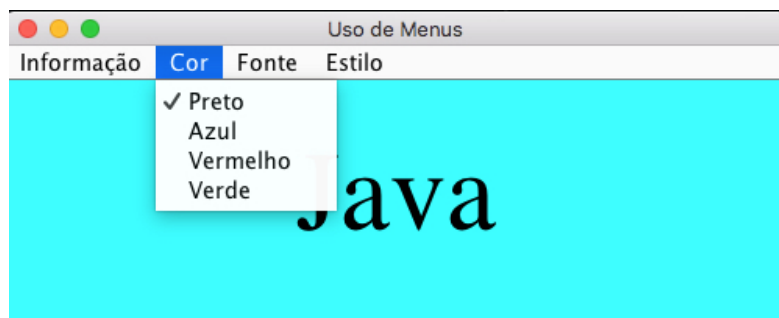 Uso de Menus
Informação Cor Fonte Estilo
✓ Preto
Azul
Vermelho
Verde
Java